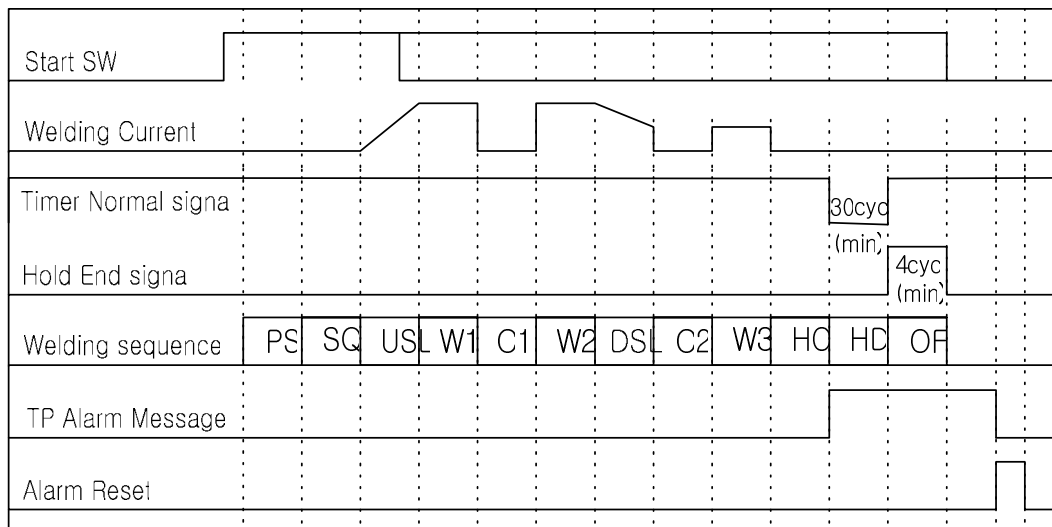 Start SW
Welding Current
Timer Normal signa
30cyc
(min)
Hold End signa
4cyc
(min)
Welding sequence PS SQ USL W1 C1 W2 DSL C2 W3 HO HD OF
TP Alarm Message
Alarm Reset